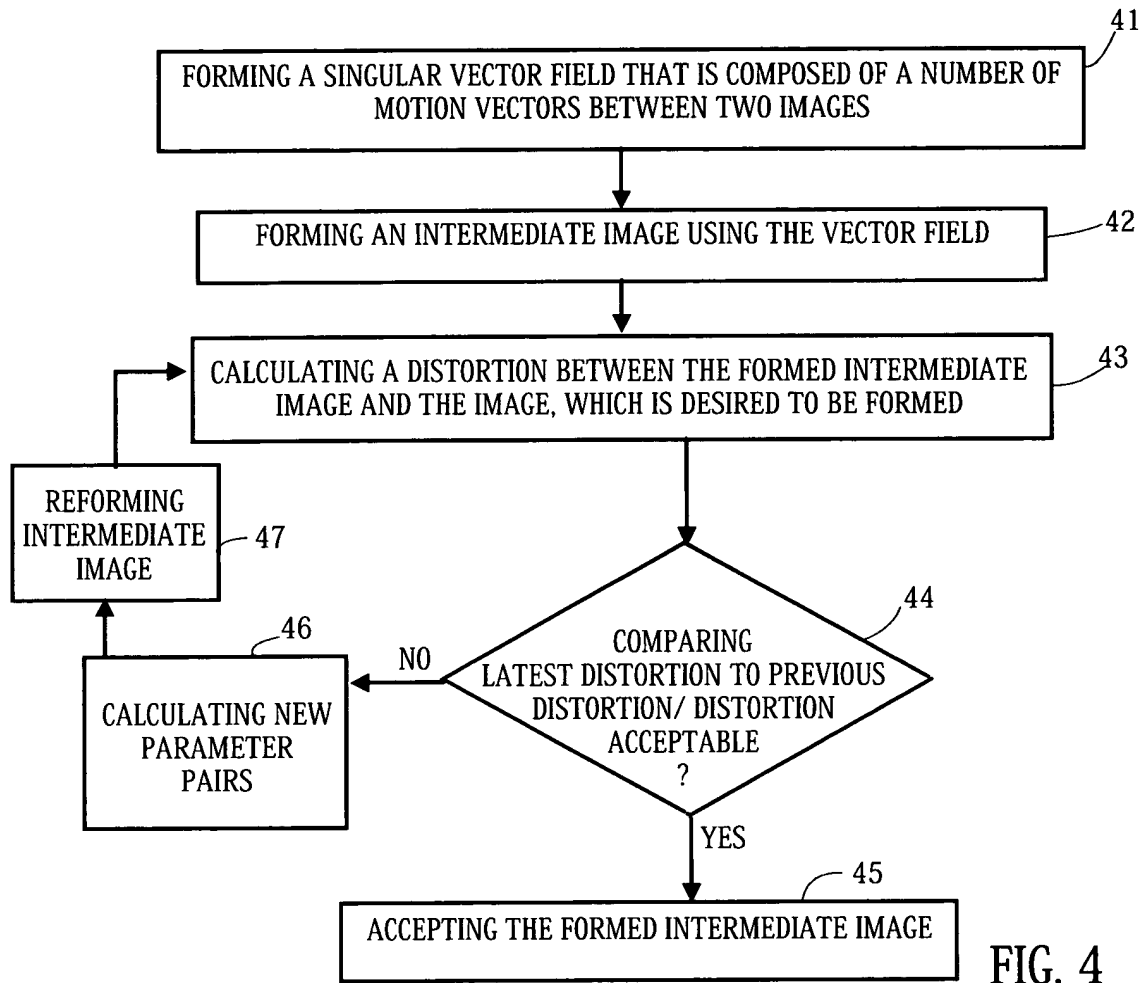 41
FORMING A SINGULAR VECTOR FIELD THAT IS COMPOSED OF A NUMBER OF
MOTION VECTORS BETWEEN TWO IMAGES
FORMING AN INTERMEDIATE IMAGE USING THE VECTOR FIELD
42
CALCULATING A DISTORTION BETWEEN THE FORMED INTERMEDIATE
IMAGE AND THE IMAGE, WHICH IS DESIRED TO BE FORMED
43
REFORMING
INTERMEDIATE
IMAGE
47
44
COMPARING
LATEST DISTORTION TO PREVIOUS
DISTORTION/ DISTORTION
ACCEPTABLE
?
NO
46
CALCULATING NEW
PARAMETER
PAIRS
YES
45
ACCEPTING THE FORMED INTERMEDIATE IMAGE
FIG. 4